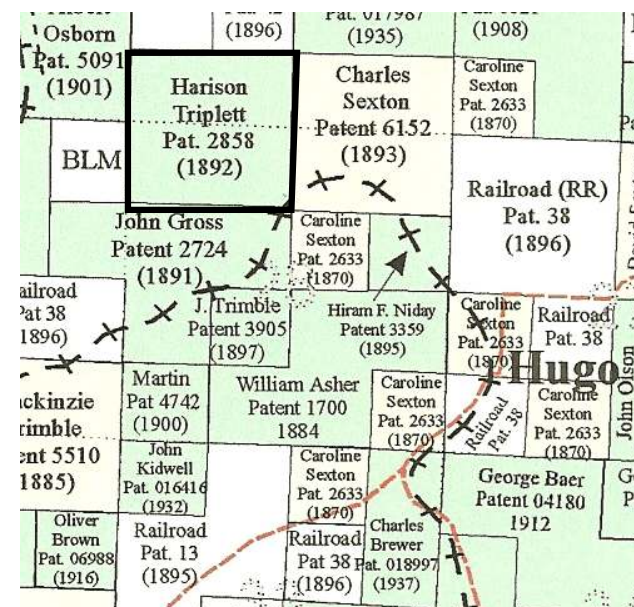 (1896)
Pat. 017987
(1935)
(1908)
Osborn
Pat. 5091
(1901)
Harison
Triplett
Pat. 2858
(1892)
Charles
Sexton
Patent 6152
(1893)
Caroline
Sexton
Pat. 2633
(1870)
BLM
Railroad (RR)
Pat. 38
(1896)
John Gross
Patent 2724
(1891)
Caroline
Sexton
Pat. 2633
(1870)
ailroad
Pat 38
1896)
J. Trimble
Patent 3905
(1897)
Hiram F. Niday
Patent 3359
(1895)
Caroline
Sexton
Pat. 2633
(1870)
Railroad
Pat. 38
Hugo
John Olson
Martin
Pat 4742
(1900)
William Asher
Patent 1700
1884
Caroline
Sexton
Pat. 2633
(1870)
Railroad
Pat. 38
Caroline
Sexton
Pat. 2633
(1870)
ackinzie
rimble
ent 5510
1885)
John
Kidwell
Pat. 016416
(1932)
Caroline
Sexton
Pat. 2633
(1870)
George Baer
Patent 04180
1912
G
P
Oliver
Brown
Pat. 06988
(1916)
Railroad
Pat. 13
(1895)
Railroad
Pat 38
(1896)
Charles
Brewer
Pat. 018997
(1937)